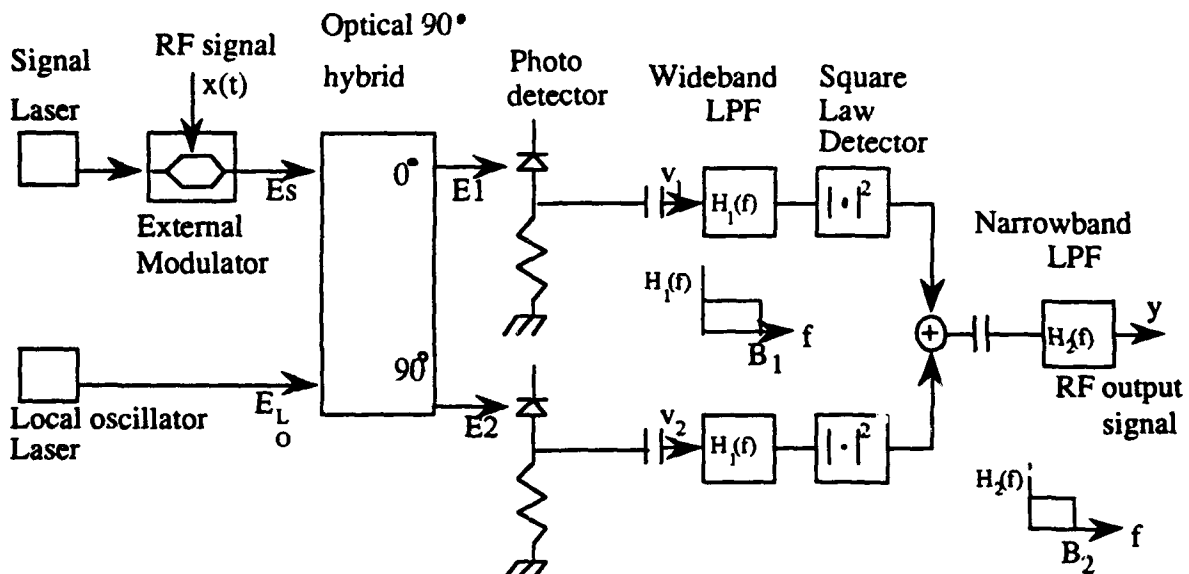 Signal
Laser
RF signal
x(t)
Es
External
Modulator
Local oscillator
Laser
E L O
Optical 90°
hybrid
0°
90°
E1
E2
Photo
detector
Wideband
LPF
V1
H1(f)
Square
Law
Detector
|•|²
H1(f)
B1
f
V2
H1(f)
|•|²
+
Narrowband
LPF
H2(f)
y
RF output
signal
H2(f)
B2
f